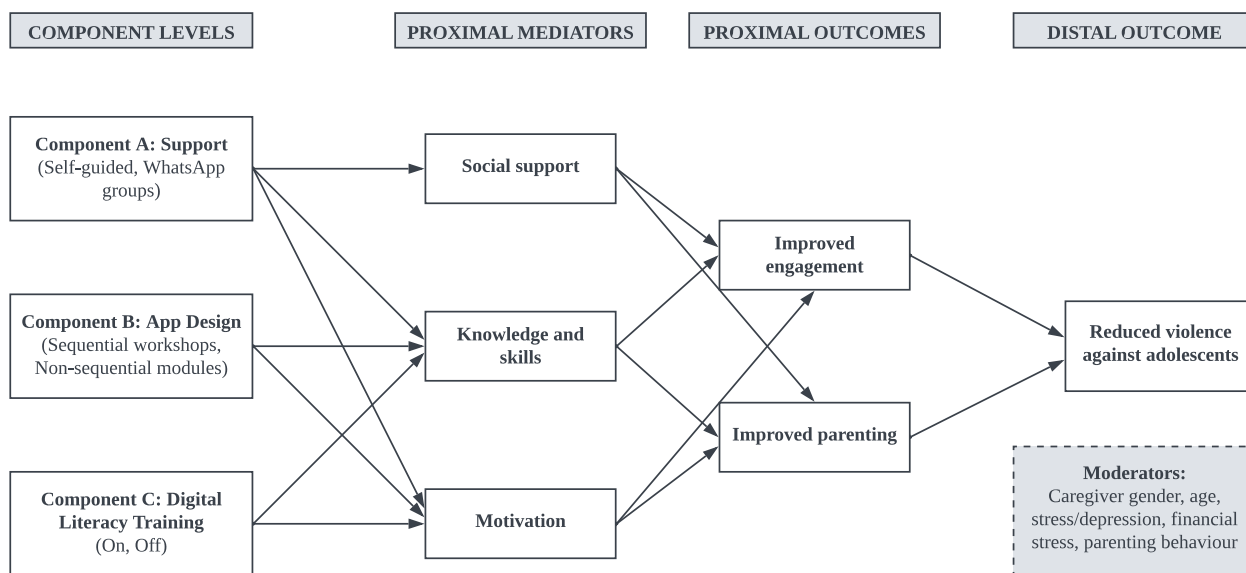 COMPONENT LEVELS
PROXIMAL MEDIATORS
PROXIMAL OUTCOMES
DISTAL OUTCOME
Component A: Support
(Self-guided, WhatsApp
groups)
Social support
Improved
engagement
Component B: App Design
(Sequential workshops,
Non-sequential modules)
Knowledge and
skills
Reduced violence
against adolescents
Improved parenting
Component C: Digital
Literacy Training
(On, Off)
Motivation
Moderators:
Caregiver gender, age,
stress/depression, financial
stress, parenting behaviour